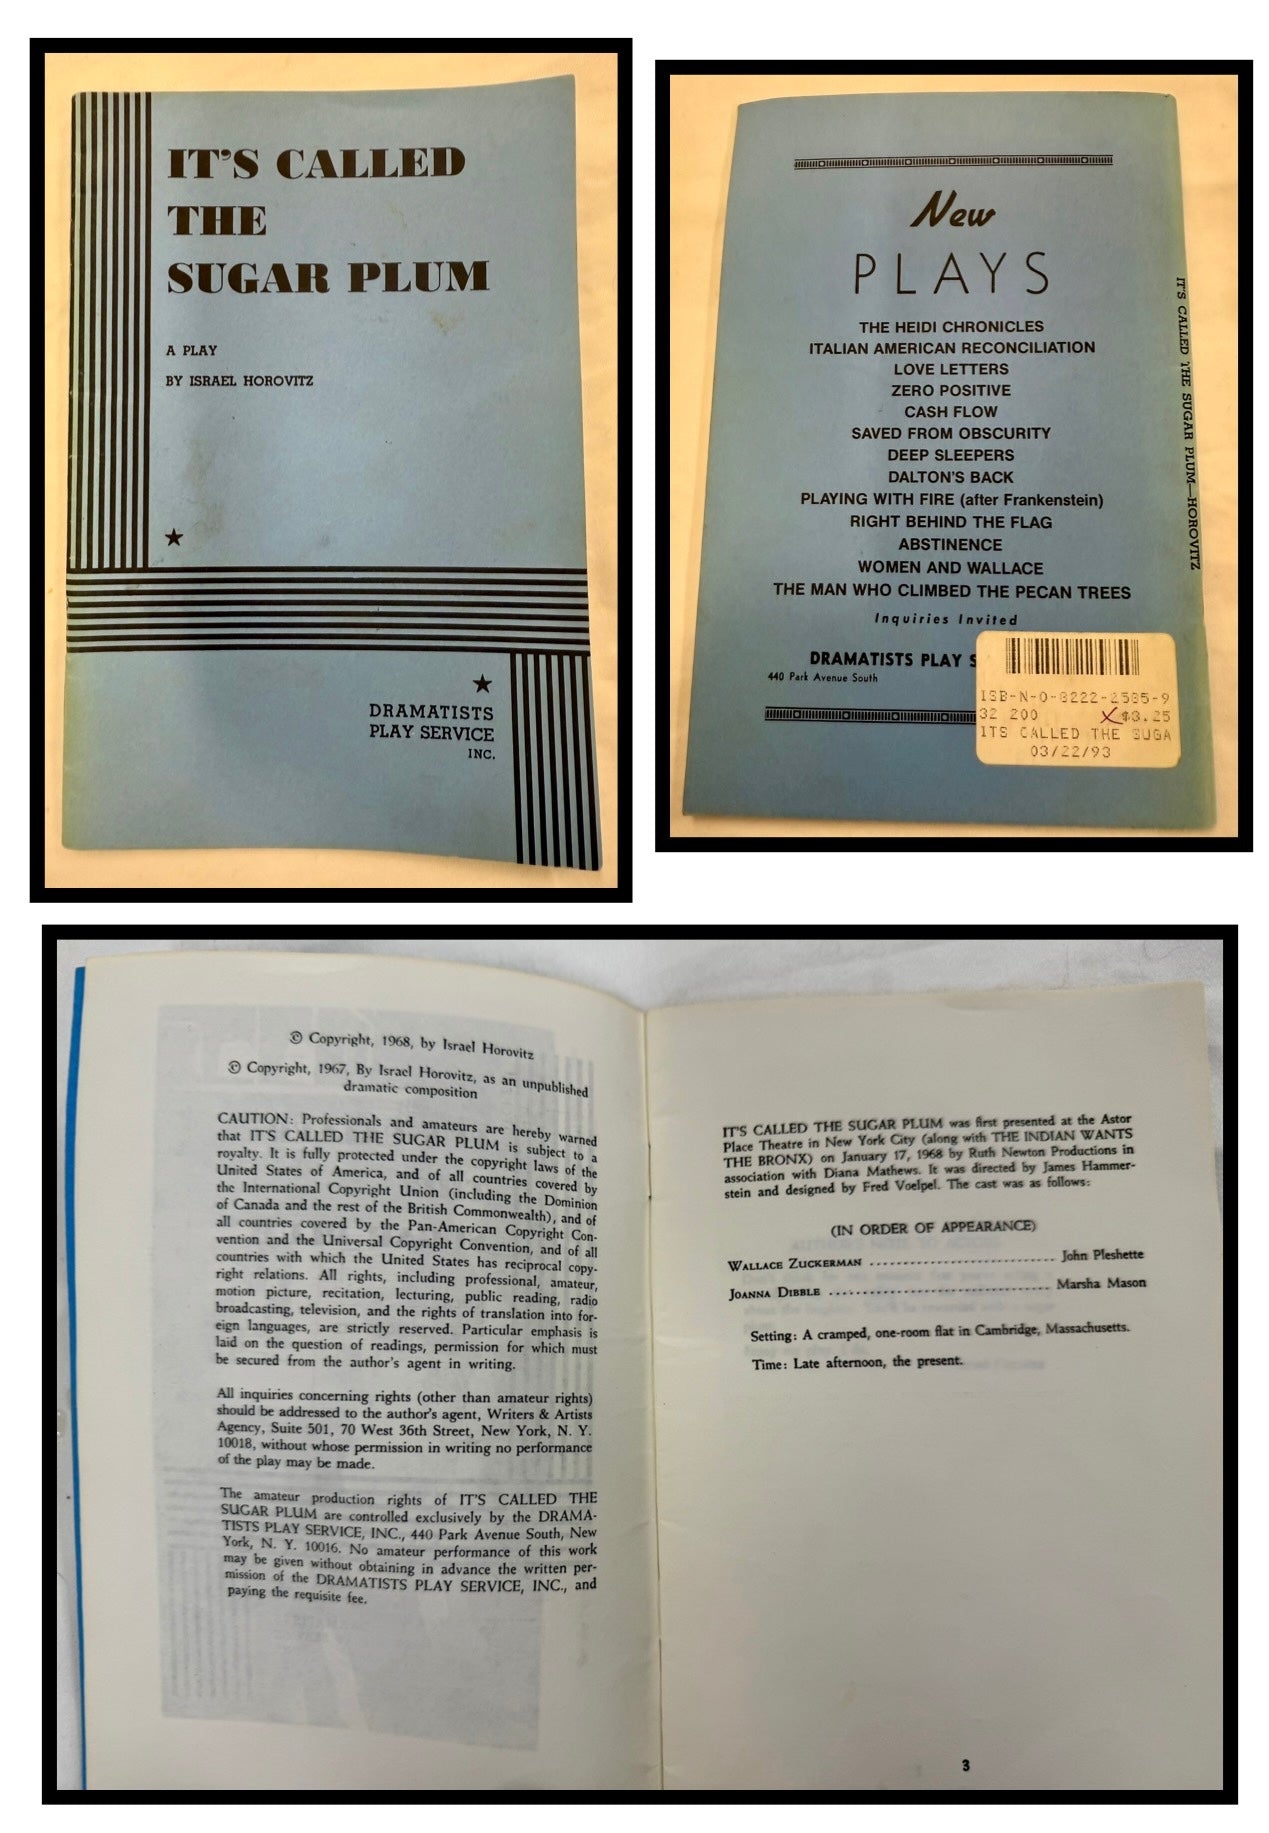 IT'S CALLED
THE
SUGAR PLUM
A PLAY
BY ISRAEL HOROVITZ
DRAMATISTS
PLAY SERVICE
INC.
New
PLAYS
THE HEIDI CHRONICLES
ITALIAN AMERICAN RECONCILIATION
LOVE LETTERS
ZERO POSITIVE
CASH FLOW
SAVED FROM OBSCURITY
DEEP SLEEPERS
DALTON'S BACK
PLAYING WITH FIRE (after Frankenstein)
RIGHT BEHIND THE FLAG
ABSTINENCE
WOMEN AND WALLACE
THE MAN WHO CLIMBED THE PECAN TREES
Inquiries Invited
DRAMATISTS PLAY S
440 Park Avenue South
ISB-N-0-8222-2585-9
32 200 X $3.25
ITS CALLED THE SUGA
03/22/93
IT'S CALLED THE SUGAR PLUM—HOROVITZ
© Copyright, 1968, by Israel Horovitz
© Copyright, 1967, By Israel Horovitz, as an unpublished
dramatic composition
CAUTION: Professionals and amateurs are hereby warned
that IT'S CALLED THE SUGAR PLUM is subject to a
royalty. It is fully protected under the copyright laws of the
United States of America, and of all countries covered by
the International Copyright Union (including the Dominion
of Canada and the rest of the British Commonwealth), and of
all countries covered by the Pan-American Copyright Con-
vention and the Universal Copyright Convention, and of all
countries with which the United States has reciprocal copy-
right relations. All rights, including professional, amateur,
motion picture, recitation, lecturing, public reading, radio
broadcasting, television, and the rights of translation into for-
eign languages, are strictly reserved. Particular emphasis is
laid on the question of readings, permission for which must
be secured from the author's agent in writing.
All inquiries concerning rights (other than amateur rights)
should be addressed to the author's agent, Writers & Artists
Agency, Suite 501, 70 West 36th Street, New York, N. Y.
10018, without whose permission in writing no performance
of the play may be made.
The amateur production rights of IT'S CALLED THE
SUGAR PLUM are controlled exclusively by the DRAMA-
TISTS PLAY SERVICE, INC., 440 Park Avenue South, New
York, N. Y. 10016. No amateur performance of this work
may be given without obtaining in advance the written per-
mission of the DRAMATISTS PLAY SERVICE, INC., and
paying the requisite fee.
IT'S CALLED THE SUGAR PLUM was first presented at the Astor
Place Theatre in New York City (along with THE INDIAN WANTS
THE BRONX) on January 17, 1968 by Ruth Newton Productions in
association with Diana Mathews. It was directed by James Hammer-
stein and designed by Fred Voelpel. The cast was as follows:
(IN ORDER OF APPEARANCE)
WALLACE ZUCKERMAN .......................... John Pleshette
JOANNA DIBBLE ................................ Marsha Mason
Setting: A cramped, one-room flat in Cambridge, Massachusetts.
Time: Late afternoon, the present.
3